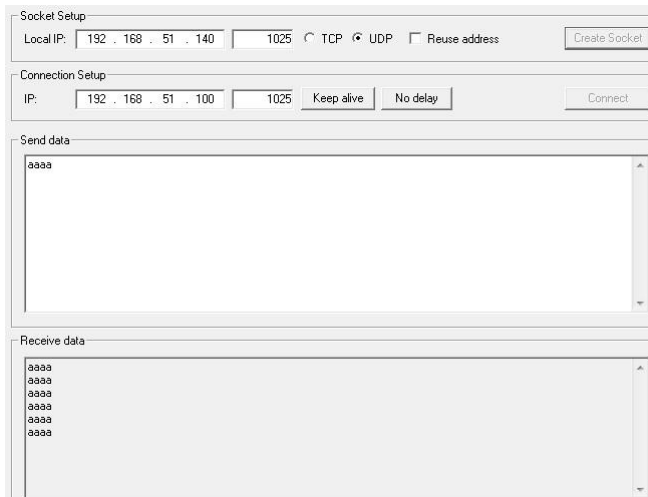 Socket Setup
Local IP: 192 . 168 . 51 . 140 1025 TCP UDP Reuse address Create Socket
Connection Setup
IP: 192 . 168 . 51 . 100 1025 Keep alive No delay Connect
Send data
aaaa
Receive data
aaaa
aaaa
aaaa
aaaa
aaaa
aaaa